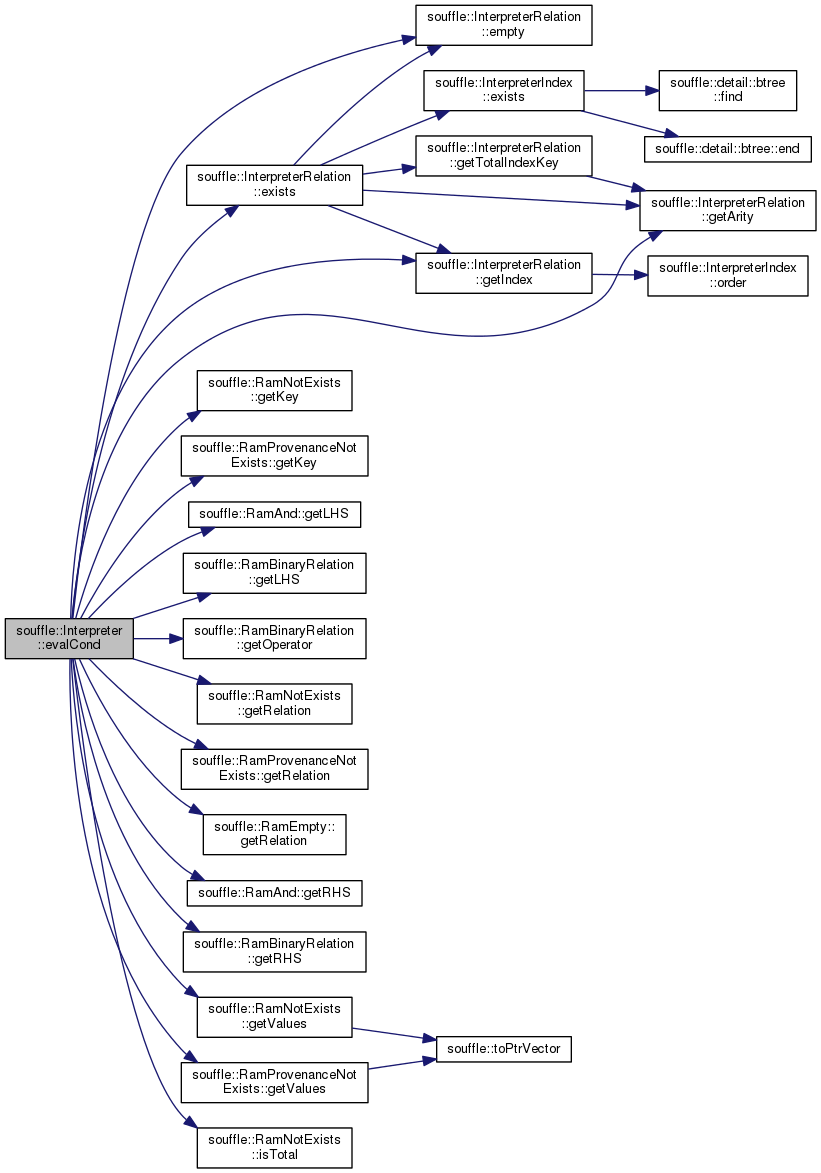 souffle::InterpreterRelation
::empty
souffle::InterpreterIndex
::exists
souffle::detail::btree
::find
souffle::detail::btree::end
souffle::InterpreterRelation
::getTotalIndexKey
souffle::InterpreterRelation
::exists
souffle::InterpreterRelation
::getArity
souffle::InterpreterRelation
::getIndex
souffle::InterpreterIndex
::order
souffle::RamNotExists
::getKey
souffle::RamProvenanceNot
Exists::getKey
souffle::RamAnd::getLHS
souffle::RamBinaryRelation
::getLHS
souffle::Interpreter
::evalCond
souffle::RamBinaryRelation
::getOperator
souffle::RamNotExists
::getRelation
souffle::RamProvenanceNot
Exists::getRelation
souffle::RamEmpty::
getRelation
souffle::RamAnd::getRHS
souffle::RamBinaryRelation
::getRHS
souffle::RamNotExists
::getValues
souffle::toPtrVector
souffle::RamProvenanceNot
Exists::getValues
souffle::RamNotExists
::isTotal